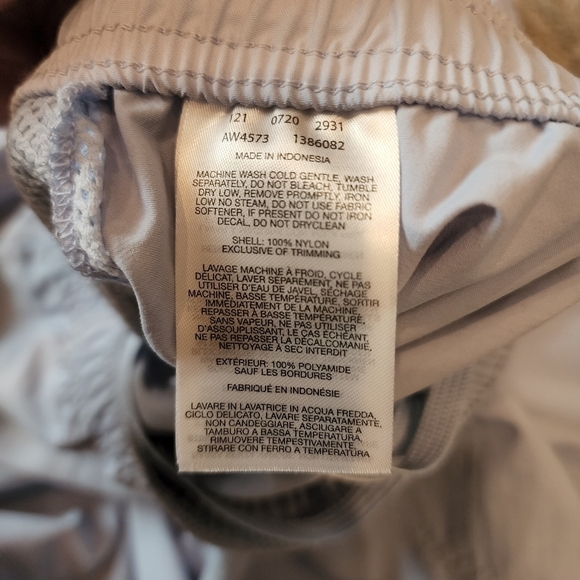 121 0720 2931
AW4573 1386082
MADE IN INDONESIA
MACHINE WASH COLD GENTLE, WASH
SEPARATELY, DO NOT BLEACH, TUMBLE
DRY LOW, REMOVE PROMPTLY, IRON
LOW NO STEAM, DO NOT USE FABRIC
SOFTENER, IF PRESENT DO NOT IRON
DECAL, DO NOT DRYCLEAN
SHELL: 100% NYLON
EXCLUSIVE OF TRIMMING
LAVAGE MACHINE À FROID, CYCLE
DÉLICAT, LAVER SÉPARÉMENT, NE PAS
UTILISER D'EAU DE JAVEL, SÉCHAGE
MACHINE, BASSE TEMPÉRATURE, SORTIR
IMMÉDIATEMENT DE LA MACHINE,
REPASSER À BASSE TEMPÉRATURE,
SANS VAPEUR, NE PAS UTILISER
D'ASSOUPLISSANT, LE CAS ÉCHÉANT,
NE PAS REPASSER LA DÉCALCOMANIE,
NETTOYAGE À SEC INTERDIT
EXTÉRIEUR: 100% POLYAMIDE
SAUF LES BORDURES
FABRIQUÉ EN INDONÉSIE
LAVARE IN LAVATRICE IN ACQUA FREDDA,
CICLO DELICATO, LAVARE SEPARATAMENTE,
NON CANDEGGIARE, ASCIUGARE A
TAMBURO A BASSA TEMPERATURA,
RIMUOVERE TEMPESTIVAMENTE,
STIRARE CON FERRO A TEMPERATURA